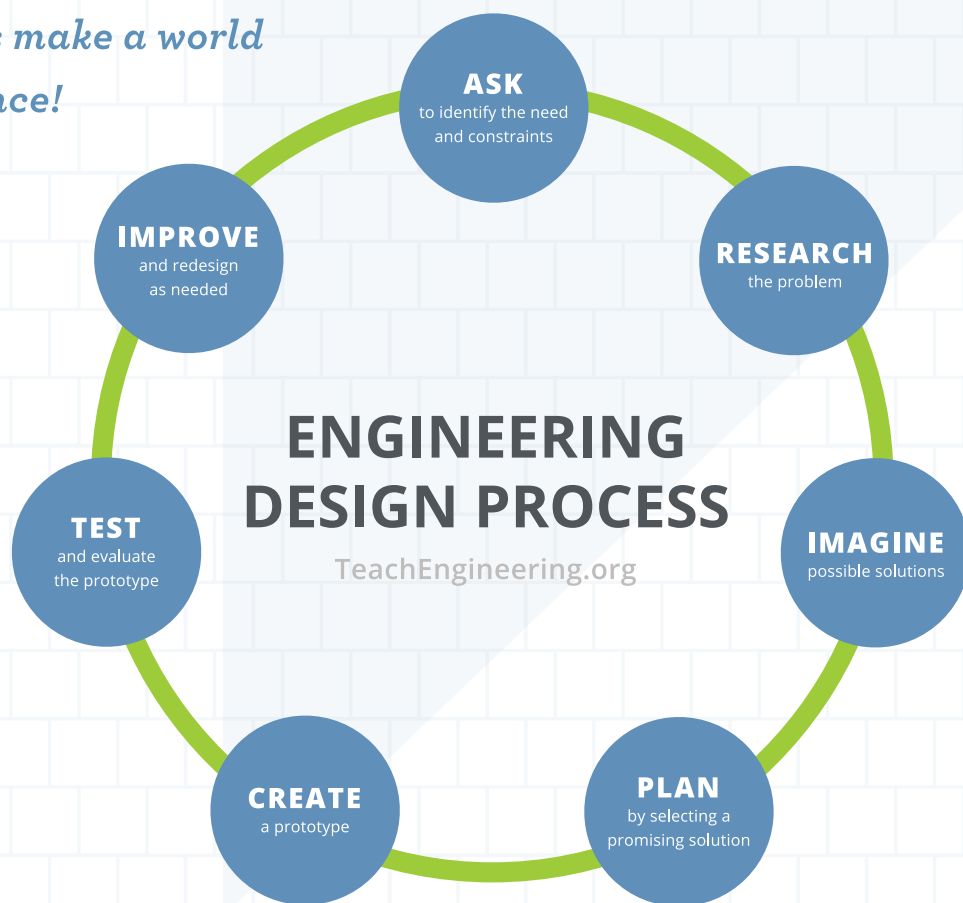 make a world
nce!
ASK
to identify the need
and constraints
RESEARCH
the problem
IMAGINE
possible solutions
PLAN
by selecting a
promising solution
CREATE
a prototype
TEST
and evaluate
the prototype
IMPROVE
and redesign
as needed
ENGINEERING
DESIGN PROCESS
TeachEngineering.org